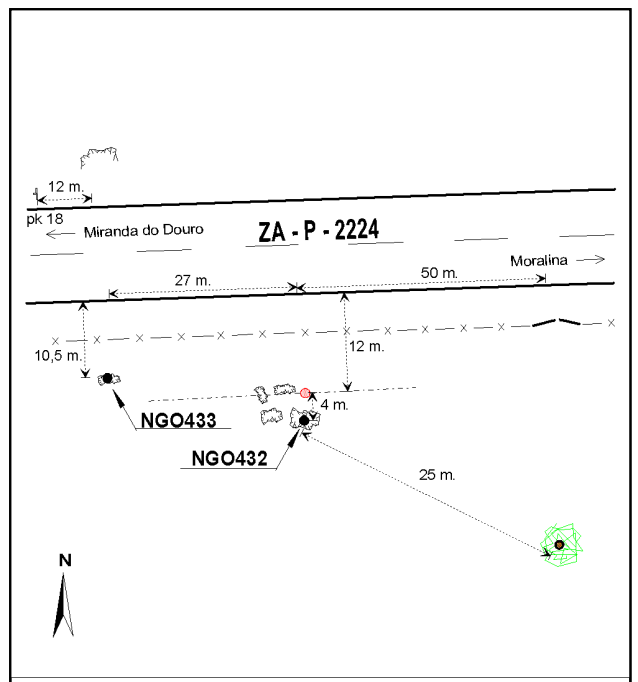 12 m.
pk 18
← Miranda do Douro
ZA - P - 2224
Moralina →
27 m.
50 m.
10,5 m.
12 m.
4 m.
NGO433
NGO432
25 m.
N